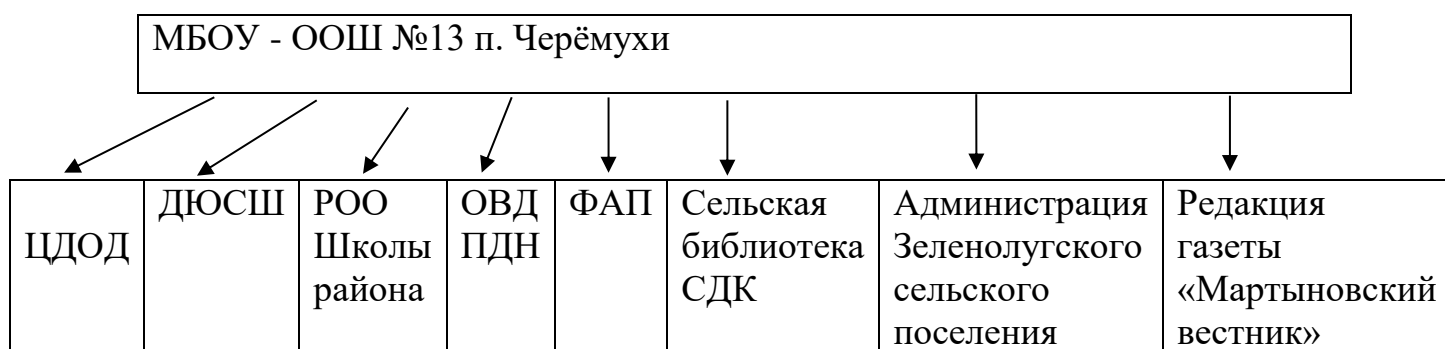 МБОУ - ООШ №13 п. Черёмухи
ЦДОД
ДЮСШ
РОО
Школы
района
ОВД
ПДН
ФАП
Сельская
библиотека
СДК
Администрация
Зеленолугского
сельского
поселения
Редакция
газеты
«Мартыновский
вестник»